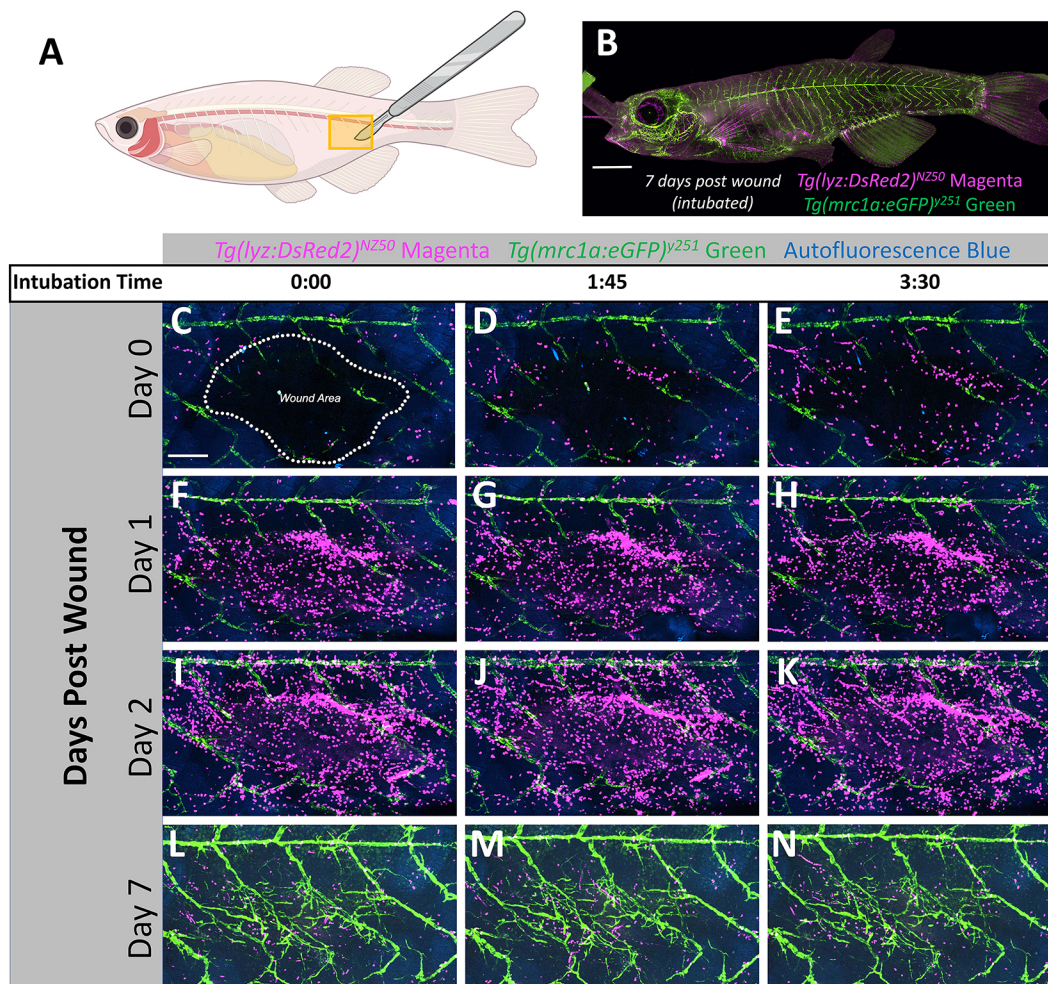 A
B
7 days post wound
(intubated)
Tg(lyz:DsRed2)^NZ50 Magenta
Tg(mrc1a:eGFP)^y251 Green
Tg(lyz:DsRed2)^NZ50 Magenta Tg(mrc1a:eGFP)^y251 Green Autofluorescence Blue
Intubation Time 0:00 1:45 3:30
Days Post Wound
Day 0
C
Wound Area
D
E
Day 1
F
G
H
Day 2
I
J
K
Day 7
L
M
N